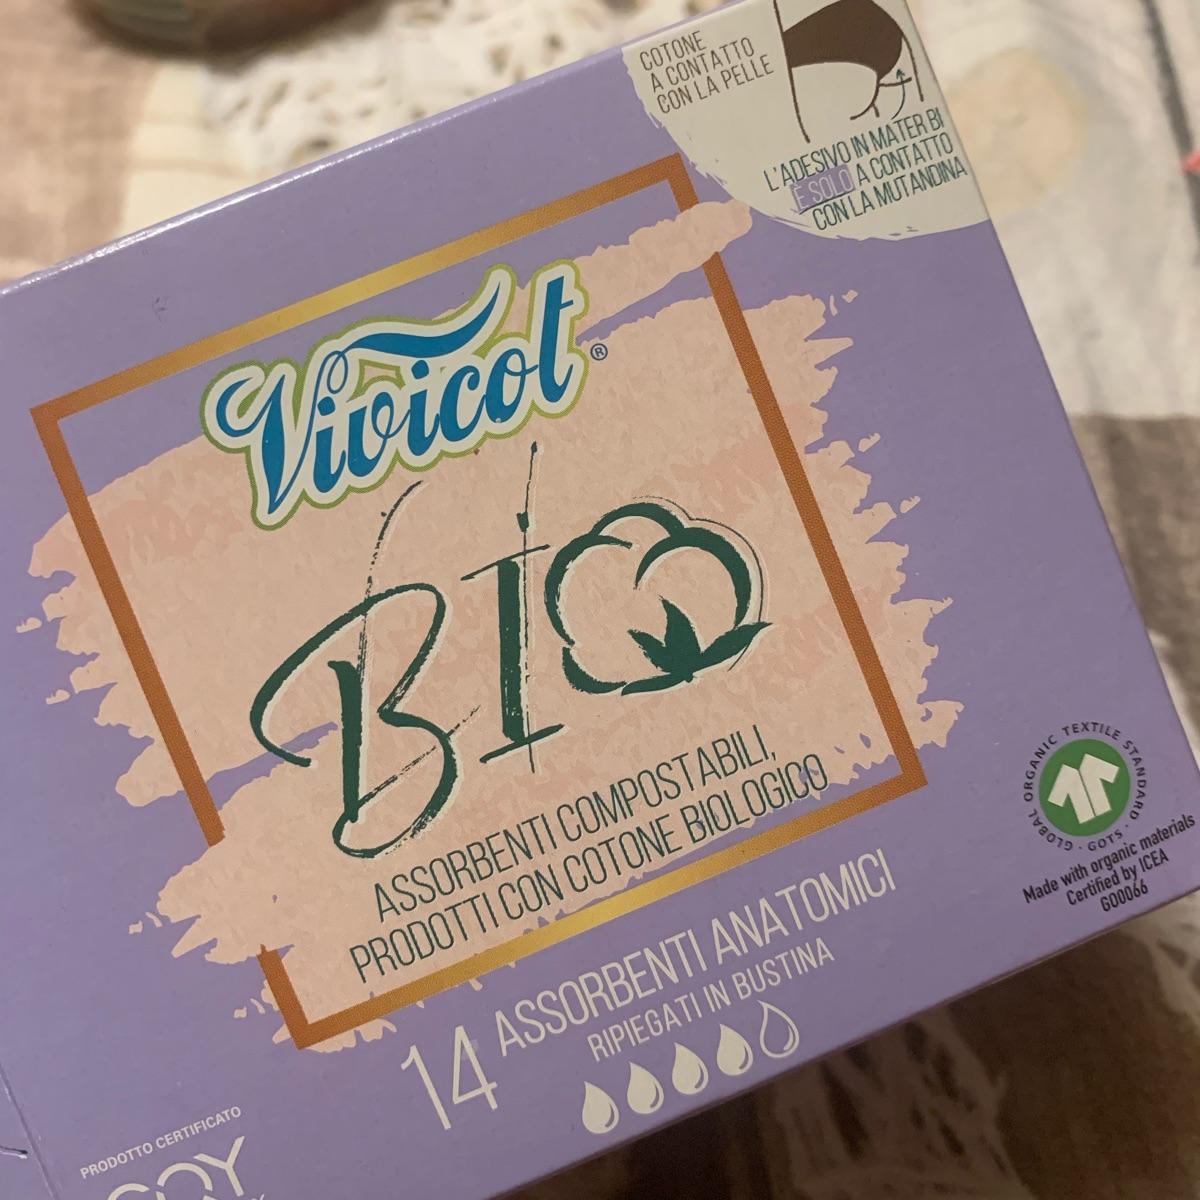 COTONE
A CONTATTO
CON LA PELLE
L'ADESIVO IN MATER BI
È SOLO A CONTATTO
CON LA MUTANDINA
Vivicot®
BIO
ASSORBENTI COMPOSTABILI,
PRODOTTI CON COTONE BIOLOGICO
14 ASSORBENTI ANATOMICI
RIPIEGATI IN BUSTINA
GLOBAL ORGANIC TEXTILE STANDARD · GOTS ·
Made with organic materials
Certified by ICEA
G00066
PRODOTTO CERTIFICATO